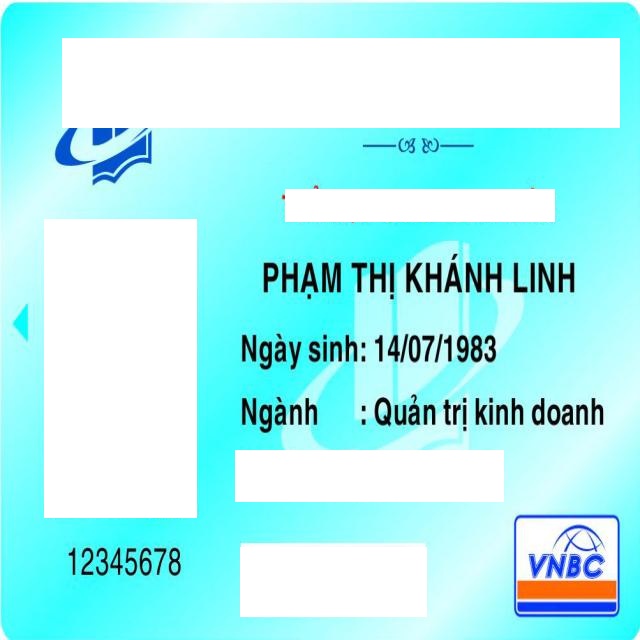 PHẠM THỊ KHÁNH LINH
Ngày sinh: 14/07/1983
Ngành : Quản trị kinh doanh
12345678
VNBC